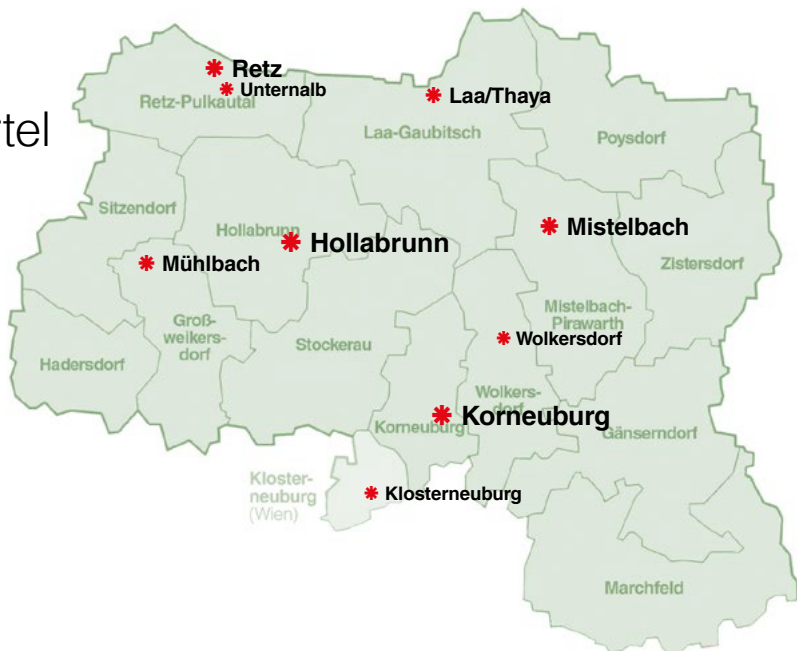 Retz
Unternalb
Retz-Pulkautal
Laa/Thaya
Laa-Gaubitsch
Poysdorf
tel
Sitzendorf
Hollabrunn
Hollabrunn
Mistelbach
Mühlbach
Zistersdorf
Groß-
weikers-
dorf
Mistelbach-
Pirawarth
Wolkersdorf
Stockerau
Hadersdorf
Wolkers-
dorf
Korneuburg
Korneuburg
Gänserndorf
Kloster-
neuburg
(Wien)
Klosterneuburg
Marchfeld